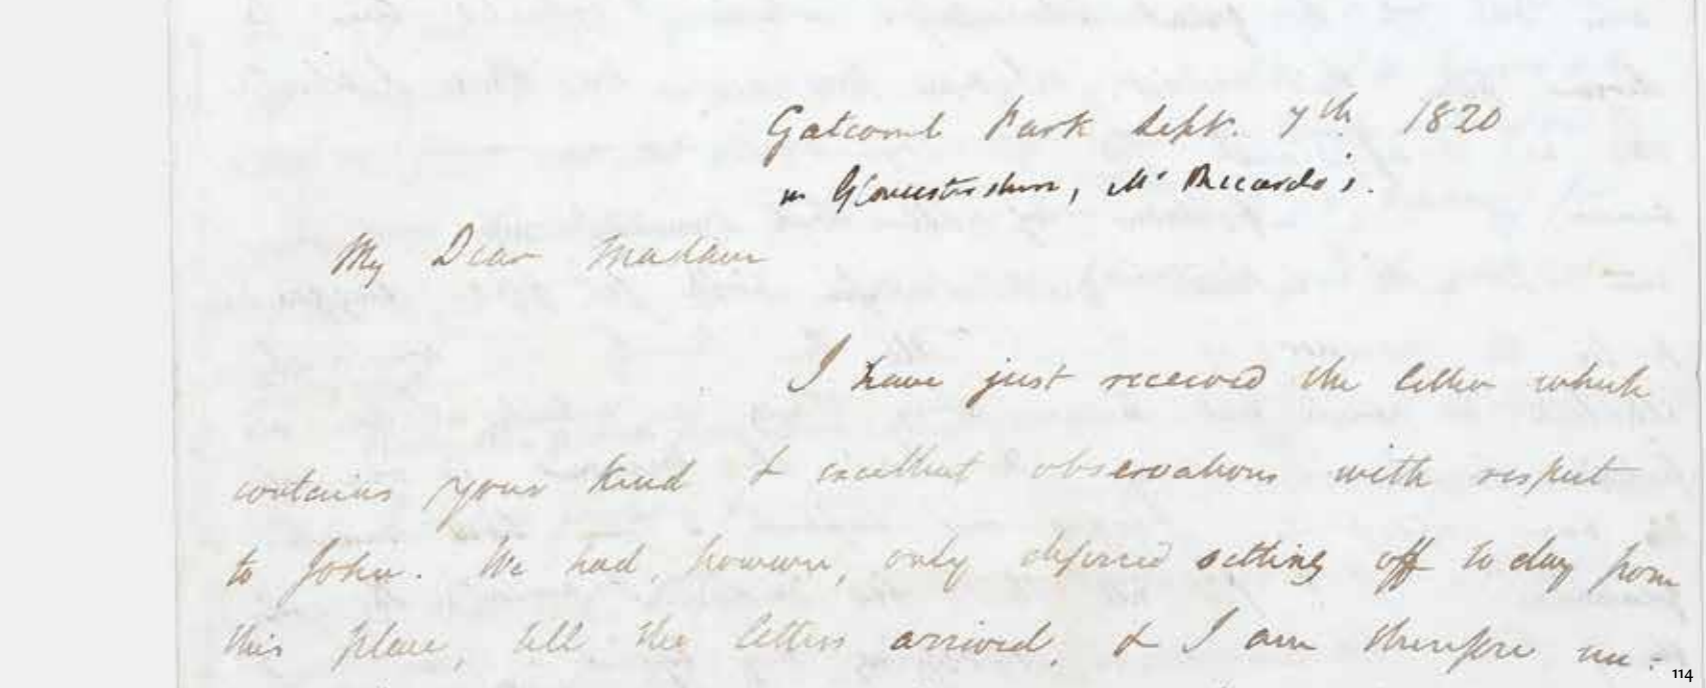 Gatcomb Park Sept. 7th 1820
in Gloucestershire, Mr Riccardo's.
My Dear Madam
I have just received the letter which
contains your kind & excellent observations with respect
to John. We had, however, only deferred setting off to day from
this place, till the letters arrived, & I am therefore un-
114